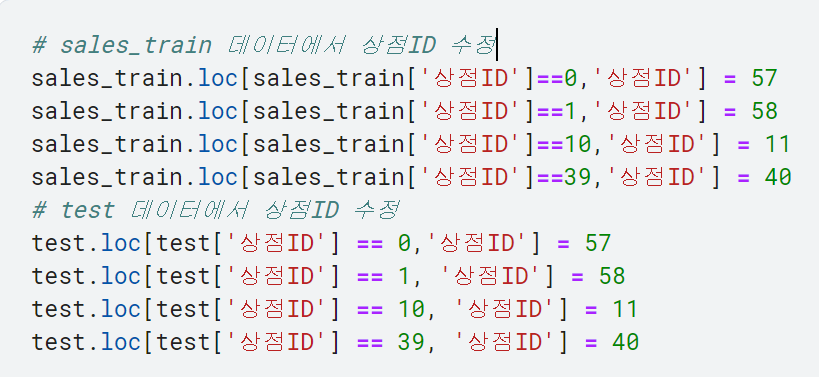 # sales_train 데이터에서 상점ID 수정
sales_train.loc[sales_train['상점ID']==0,'상점ID'] = 57
sales_train.loc[sales_train['상점ID']==1,'상점ID'] = 58
sales_train.loc[sales_train['상점ID']==10,'상점ID'] = 11
sales_train.loc[sales_train['상점ID']==39,'상점ID'] = 40
# test 데이터에서 상점ID 수정
test.loc[test['상점ID'] == 0,'상점ID'] = 57
test.loc[test['상점ID'] == 1, '상점ID'] = 58
test.loc[test['상점ID'] == 10, '상점ID'] = 11
test.loc[test['상점ID'] == 39, '상점ID'] = 40